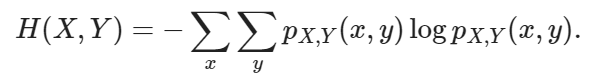 H(X,Y) = −∑_x ∑_y p_{X,Y}(x,y) log p_{X,Y}(x,y).